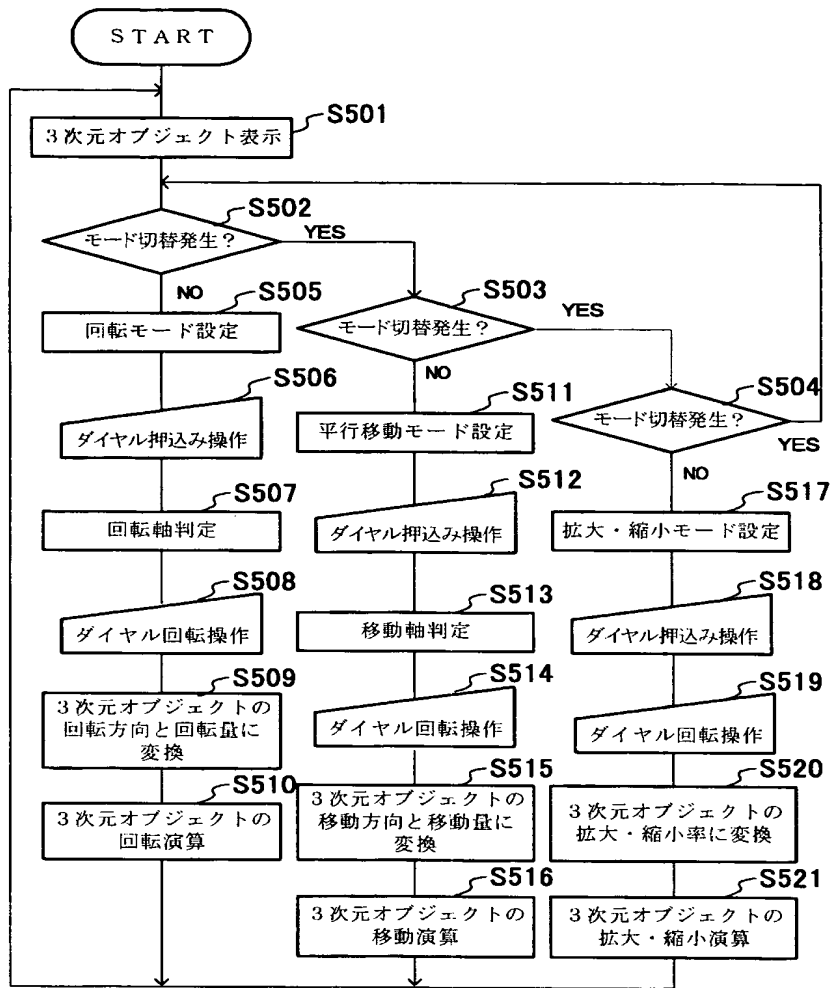 START
S501
3次元オブジェクト表示
S502
モード切替発生?
YES
NO
S505
回転モード設定
S506
ダイヤル押込み操作
S507
回転軸判定
S508
ダイヤル回転操作
S509
3次元オブジェクトの
回転方向と回転量に
変換
S510
3次元オブジェクトの
回転演算
S503
モード切替発生?
YES
NO
S511
平行移動モード設定
S512
ダイヤル押込み操作
S513
移動軸判定
S514
ダイヤル回転操作
S515
3次元オブジェクトの
移動方向と移動量に
変換
S516
3次元オブジェクトの
移動演算
S504
モード切替発生?
YES
NO
S517
拡大・縮小モード設定
S518
ダイヤル押込み操作
S519
ダイヤル回転操作
S520
3次元オブジェクトの
拡大・縮小率に変換
S521
3次元オブジェクトの
拡大・縮小演算